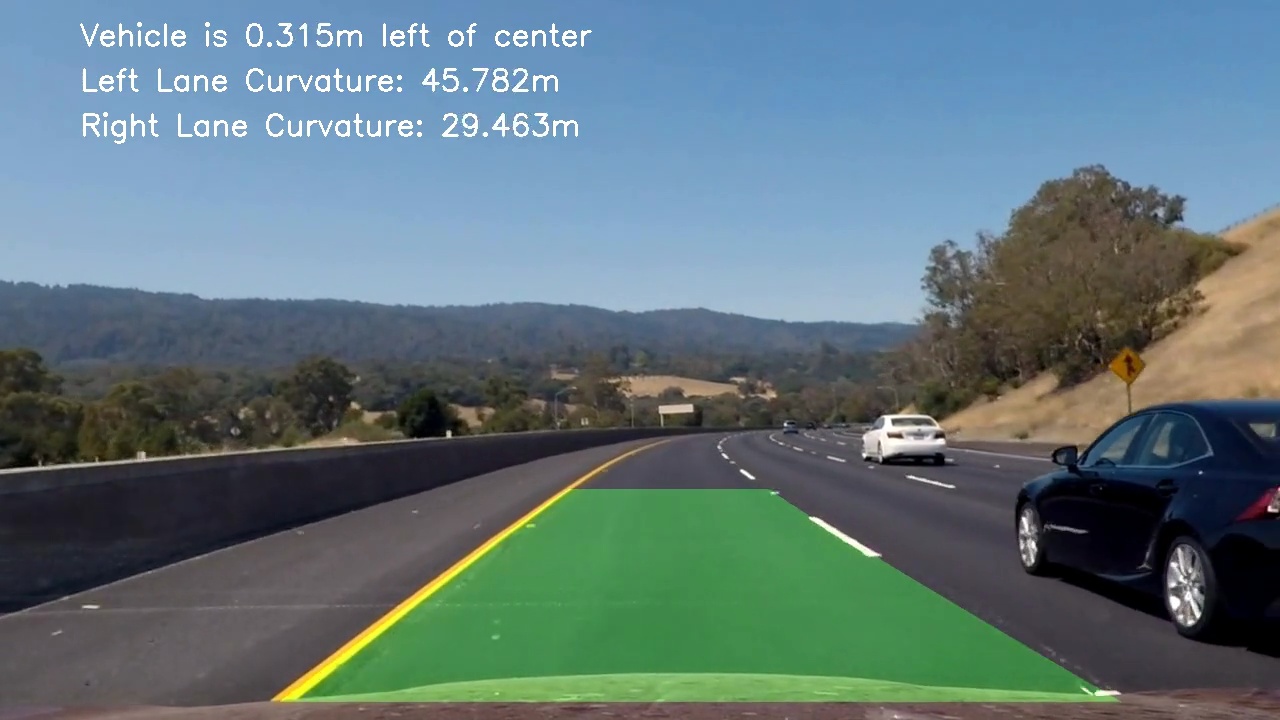 Vehicle is 0.315m left of center
Left Lane Curvature: 45.782m
Right Lane Curvature: 29.463m